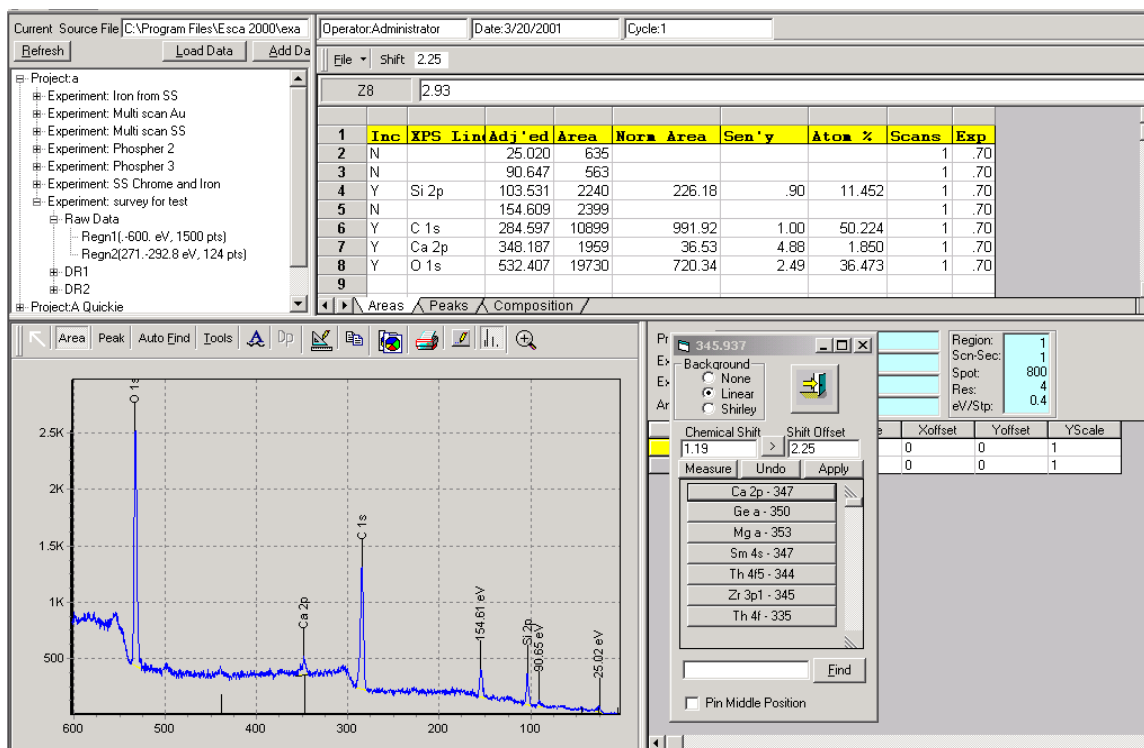 Current Source File C:\Program Files\Esca 2000\exa
Refresh Load Data Add Da
Project:a
Experiment: Iron from SS
Experiment: Multi scan Au
Experiment: Multi scan SS
Experiment: Phospher 2
Experiment: Phospher 3
Experiment: SS Chrome and Iron
Experiment: survey for test
Raw Data
Regn1(.-600. eV, 1500 pts)
Regn2(271.-292.8 eV, 124 pts)
DR1
DR2
Project:A Quickie
Operator:Administrator Date:3/20/2001 Cycle:1
File Shift 2.25
Z8 2.93
1 Inc XPS Line Adj'ed Area Norm Area Sen'y Atom % Scans Exp
2 N 25.020 635 1 .70
3 N 90.647 563 1 .70
4 Y Si 2p 103.531 2240 226.18 .90 11.452 1 .70
5 N 154.609 2399 1 .70
6 Y C 1s 284.597 10899 991.92 1.00 50.224 1 .70
7 Y Ca 2p 348.187 1959 36.53 4.88 1.850 1 .70
8 Y O 1s 532.407 19730 720.34 2.49 36.473 1 .70
9
Areas Peaks Composition
Area Peak Auto Find Tools A Dp
O 1s
Ca 2p
C 1s
154.61 eV
Si 2p
90.65 eV
25.02 eV
2.5K
2K
1.5K
1K
500
600 500 400 300 200 100
Pr
Ex
Ex
Ar
345.937
Background
None
Linear
Shirley
Chemical Shift Shift Offset
1.19 > 2.25
Measure Undo Apply
Ca 2p - 347
Ge a - 350
Mg a - 353
Sm 4s - 347
Th 4f5 - 344
Zr 3p1 - 345
Th 4f - 335
Find
Pin Middle Position
Region: 1
Scn-Sec: 1
Spot: 800
Res: 4
eV/Stp: 0.4
e Xoffset Yoffset YScale
0 0 1
0 0 1